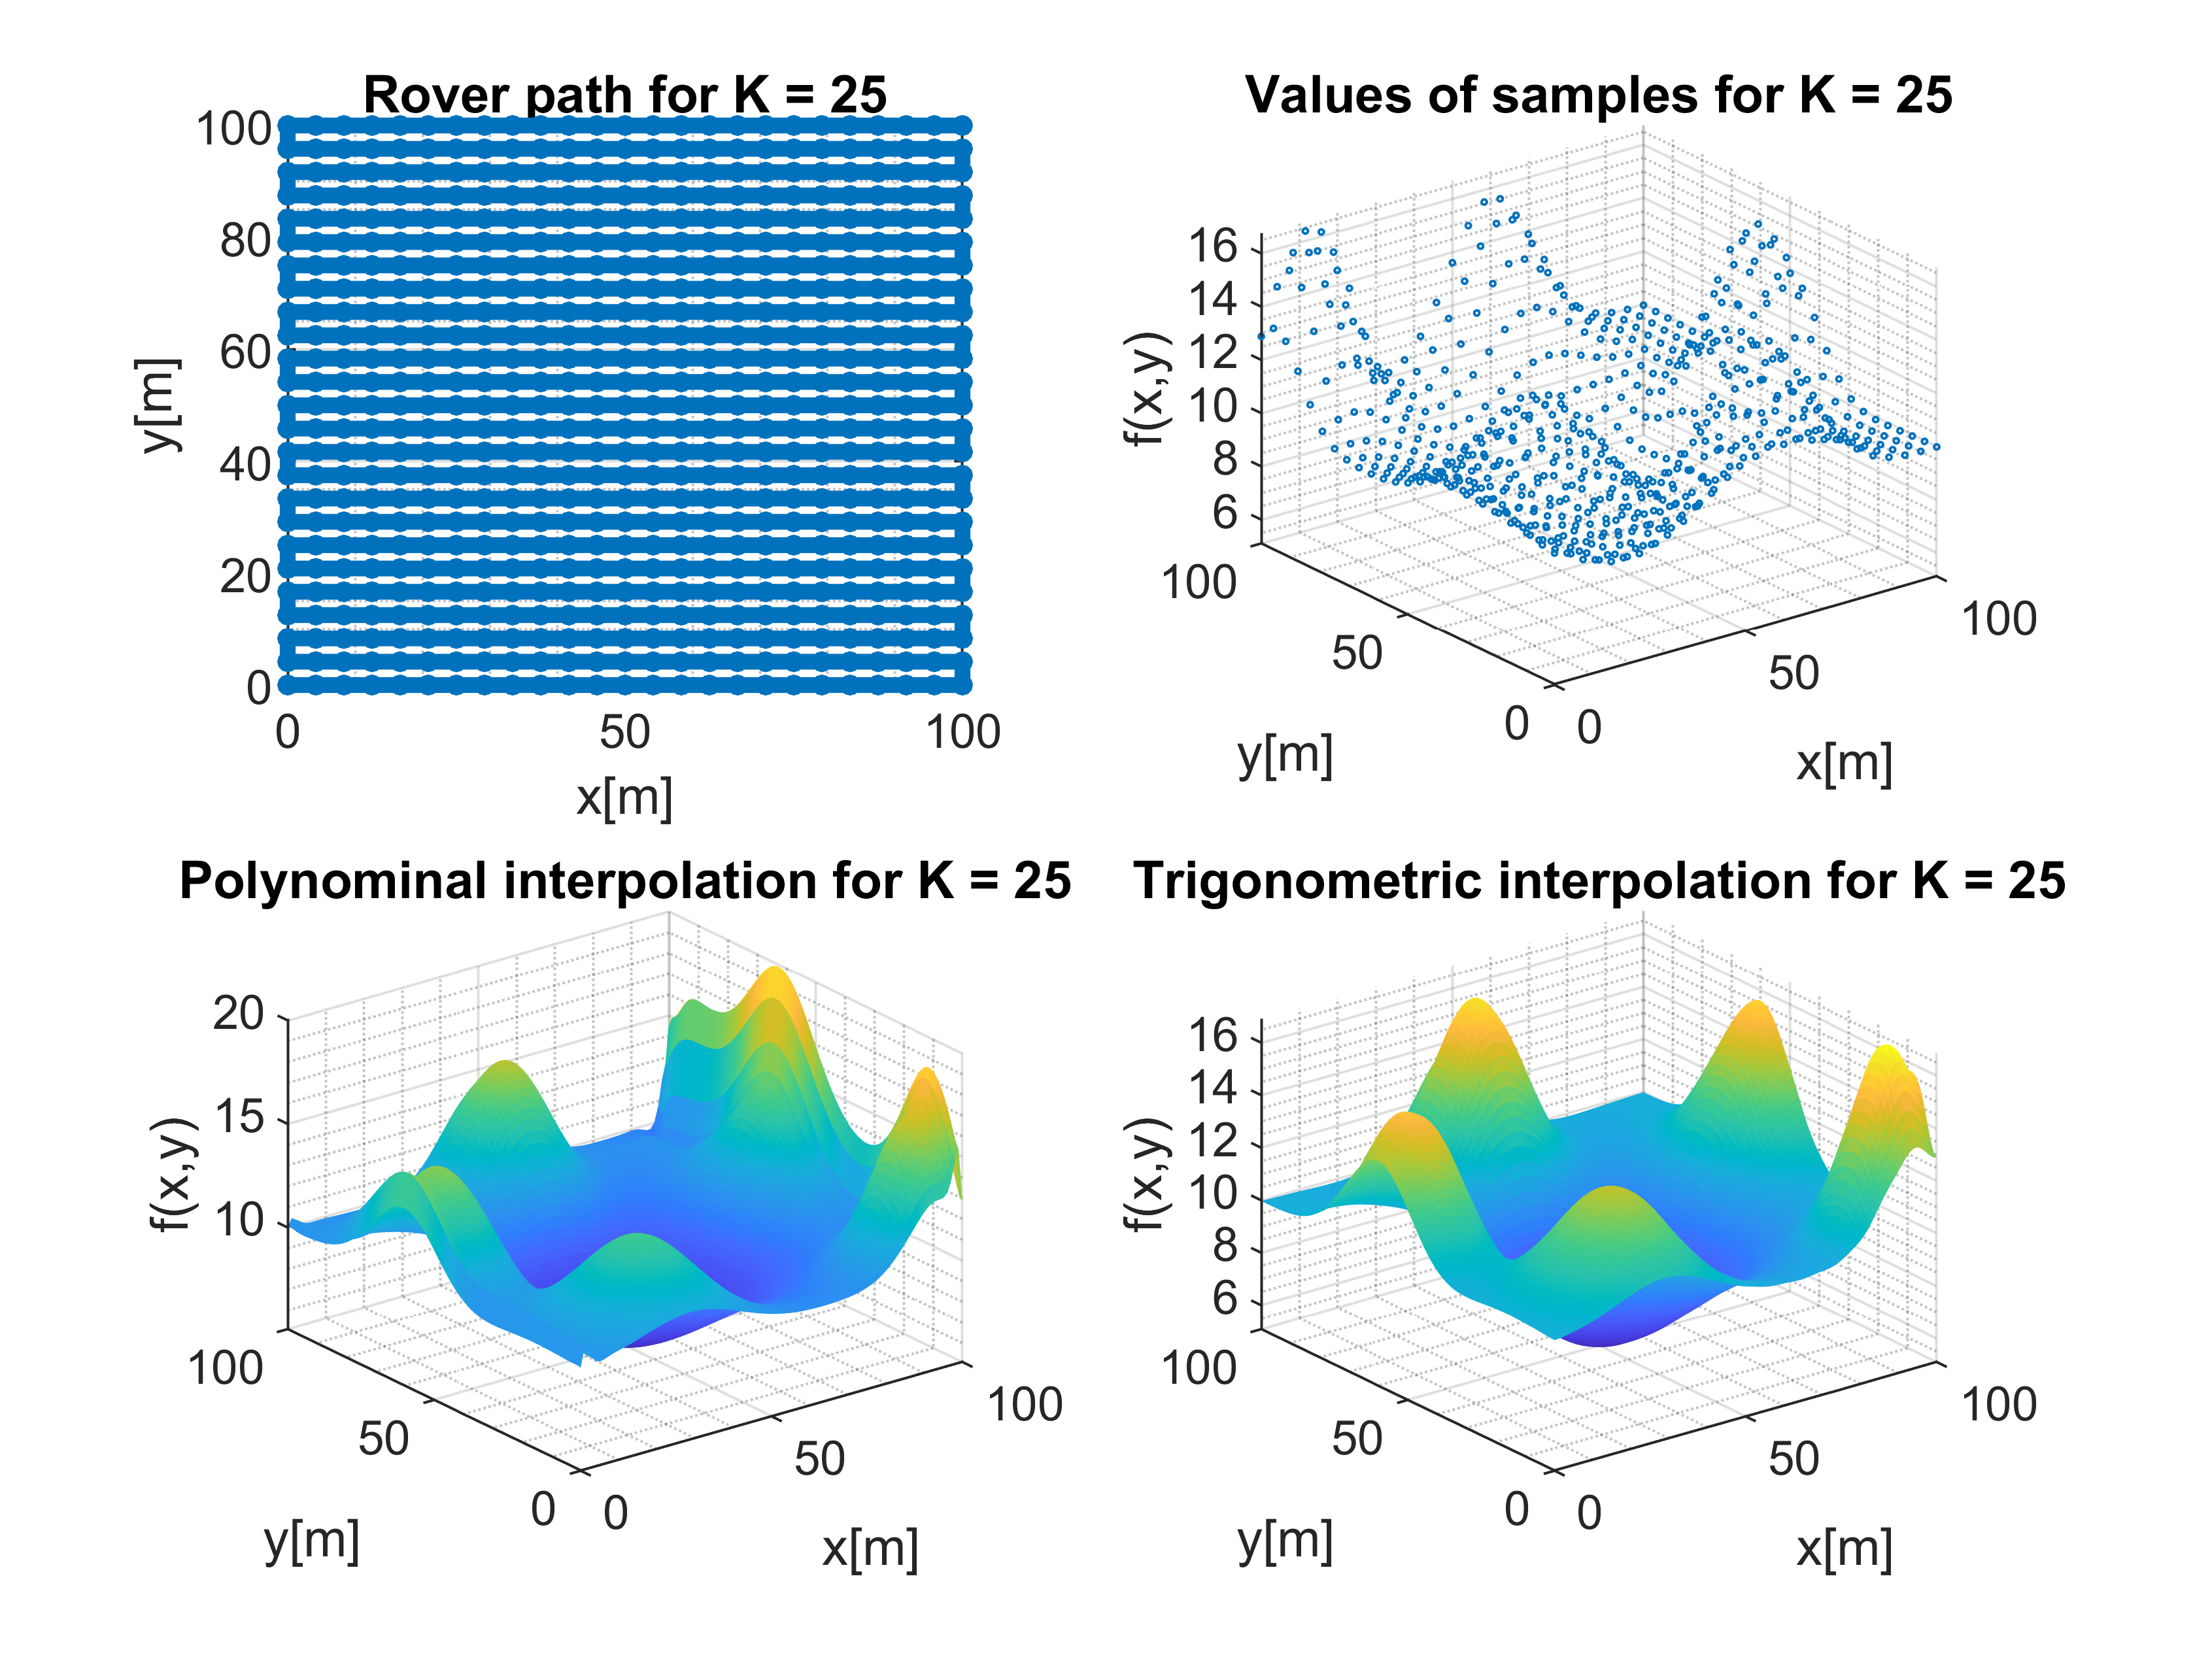 Rover path for K = 25
100
80
60
40
20
0
y[m]
0
50
100
x[m]
Values of samples for K = 25
16
14
12
10
8
6
f(x,y)
100
50
0
y[m]
0
50
100
x[m]
Polynominal interpolation for K = 25
20
15
10
f(x,y)
100
50
0
y[m]
0
50
100
x[m]
Trigonometric interpolation for K = 25
16
14
12
10
8
6
f(x,y)
100
50
0
y[m]
0
50
100
x[m]